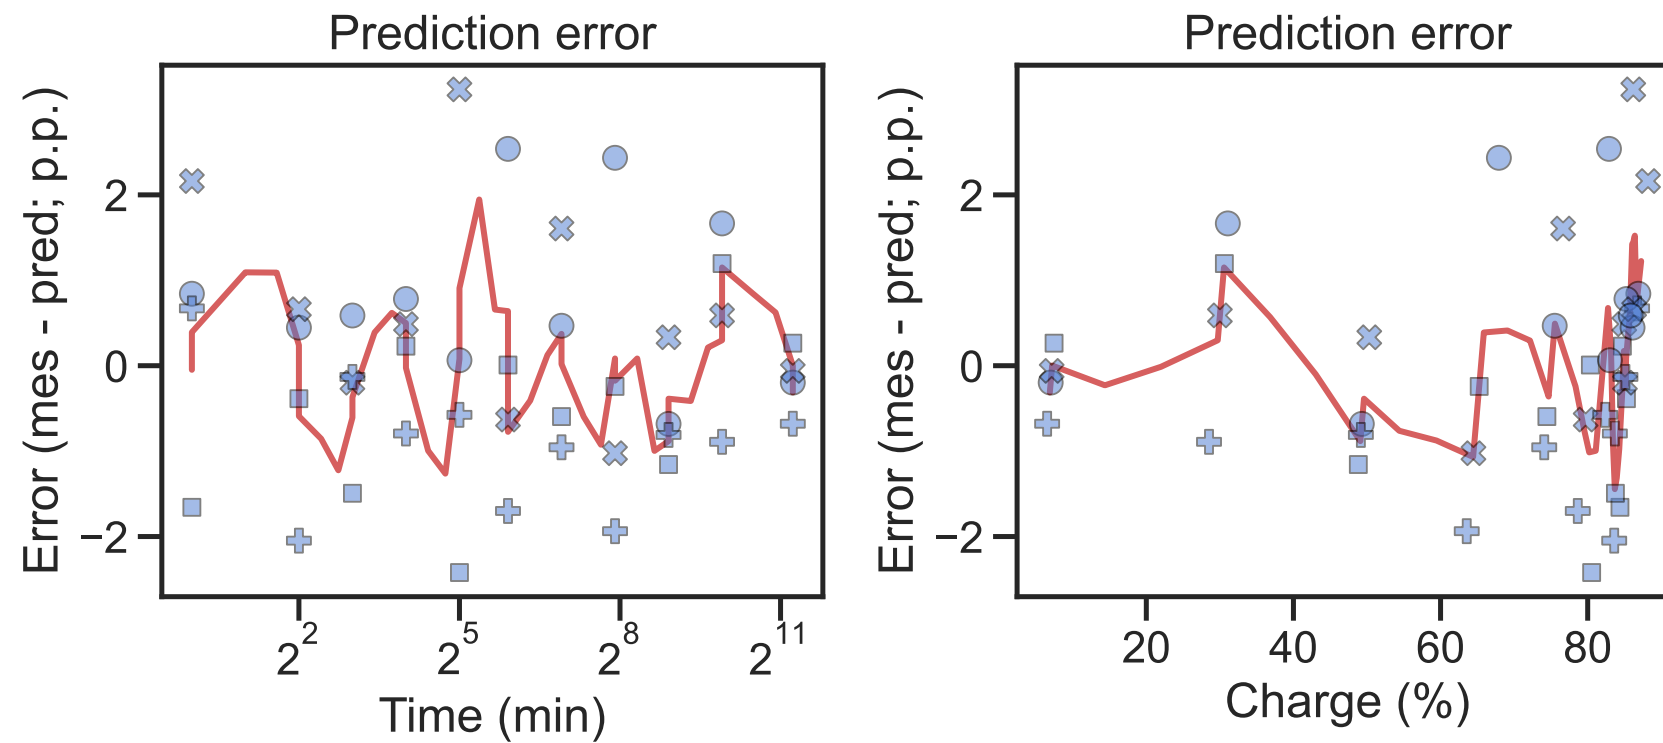 Prediction error
Error (mes - pred; p.p.)
2
0
−2
2^2 2^5 2^8 2^11
Time (min)
Prediction error
Error (mes - pred; p.p.)
2
0
−2
20 40 60 80
Charge (%)